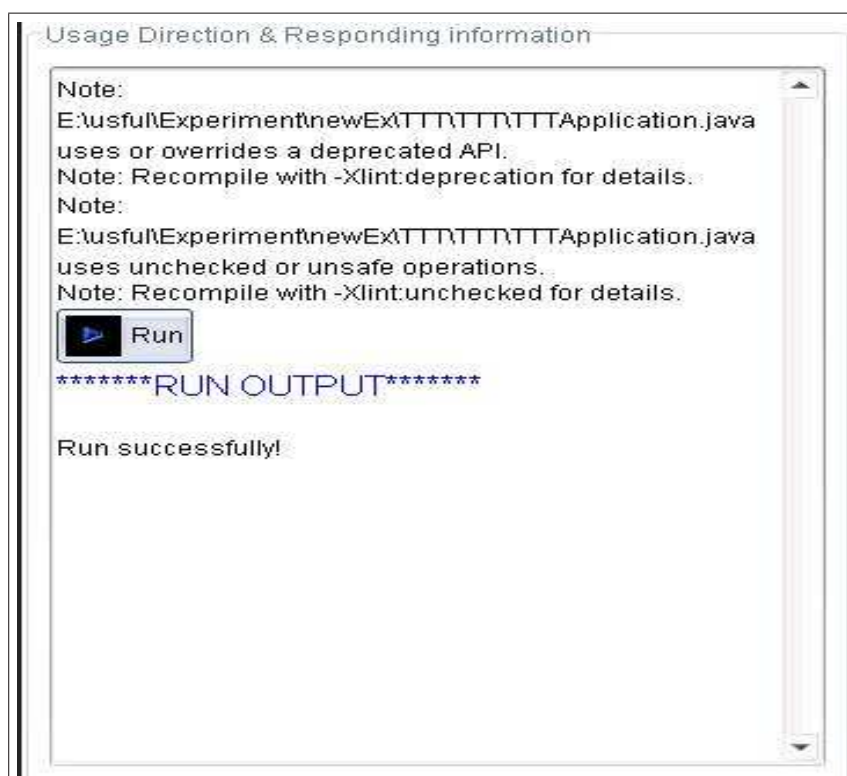 Usage Direction & Responding information
Note:
E:\usful\Experiment\newEx\TTT\TTT\TTTApplication.java
uses or overrides a deprecated API.
Note: Recompile with -Xlint:deprecation for details.
Note:
E:\usful\Experiment\newEx\TTT\TTT\TTTApplication.java
uses unchecked or unsafe operations.
Note: Recompile with -Xlint:unchecked for details.
Run
*******RUN OUTPUT*******
Run successfully!